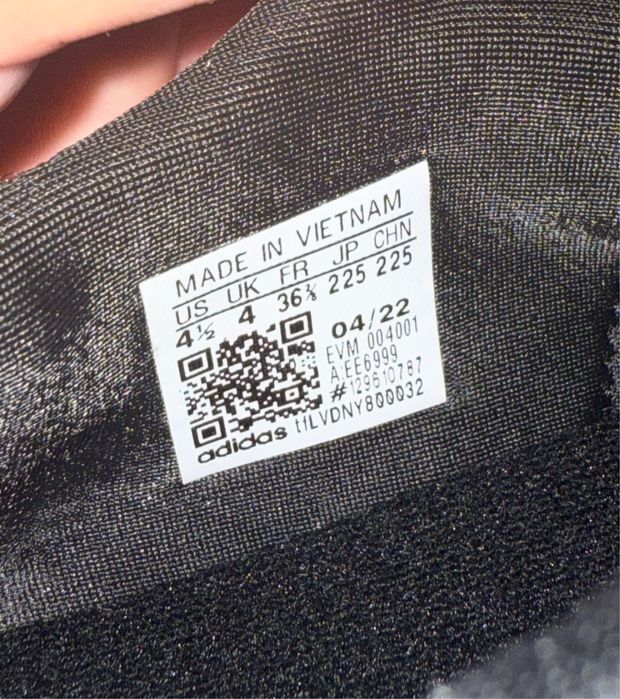 MADE IN VIETNAM
US UK FR JP CHN
4½ 4 36⅔ 225 225
04/22
EVM 004001
A:EE6999
#129610787
adidas t1LVDNY800032